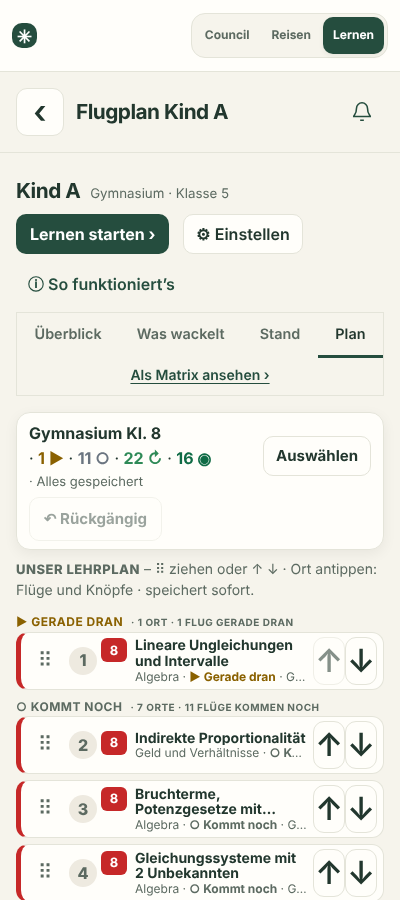 Council Reisen Lernen
‹ Flugplan Kind A
Kind A Gymnasium · Klasse 5
Lernen starten › ⚙ Einstellen
ⓘ So funktioniert’s
Überblick Was wackelt Stand Plan
Als Matrix ansehen ›
Gymnasium Kl. 8
· 1 ▶ · 11 ○ · 22 ↻ · 16 ◉
Auswählen
· Alles gespeichert
↶ Rückgängig
UNSER LEHRPLAN – ⠿ ziehen oder ↑ ↓ · Ort antippen:
Flüge und Knöpfe · speichert sofort.
▶ GERADE DRAN · 1 ORT · 1 FLUG GERADE DRAN
⠿ 1 8 Lineare Ungleichungen
und Intervalle
Algebra · ▶ Gerade dran · G…
↑ ↓
○ KOMMT NOCH · 7 ORTE · 11 FLÜGE KOMMEN NOCH
⠿ 2 8 Indirekte Proportionalität
Geld und Verhältnisse · ○ K…
↑ ↓
⠿ 3 8 Bruchterme,
Potenzgesetze mit…
Algebra · ○ Kommt noch · G…
↑ ↓
⠿ 4 8 Gleichungssysteme mit
2 Unbekannten
Algebra · ○ Kommt noch · G…
↑ ↓